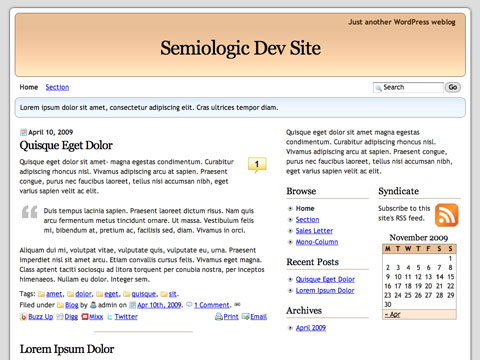 Just another WordPress weblog
Semiologic Dev Site
Home Section
Search Go
Lorem ipsum dolor sit amet, consectetur adipiscing elit. Cras ultrices tempor diam.
April 10, 2009
Quisque Eget Dolor
1
Quisque eget dolor sit amet- magna egestas condimentum. Curabitur
adipiscing rhoncus nisl. Vivamus adipiscing arcu at sapien. Praesent
congue, purus nec faucibus laoreet, tellus nisi accumsan nibh, eget
varius sapien velit ac elit.
Duis tempus lacinia sapien. Praesent laoreet dictum risus. Nam quis
arcu fermentum metus tincidunt ornare. Ut massa. Vestibulum felis
mi, bibendum at, pretium ac, facilisis sed, diam. Vivamus in orci.
Aliquam dui mi, volutpat vitae, vulputate quis, vulputate eu, urna. Praesent
imperdiet nisi sit amet arcu. Etiam convallis cursus felis. Vivamus eget magna.
Class aptent taciti sociosqu ad litora torquent per conubia nostra, per inceptos
himenaeos. Nullam eu dolor. Integer sem.
Tags: amet, dolor, eget, quisque, sit.
Filed under Blog by admin on Apr 10th, 2009. 1 Comment.
Buzz Up Digg Mixx Twitter Print Email
Lorem Ipsum Dolor
Quisque eget dolor sit amet magna egestas
condimentum. Curabitur adipiscing rhoncus nisl.
Vivamus adipiscing arcu at sapien. Praesent congue,
purus nec faucibus laoreet, tellus nisi accumsan nibh,
eget varius sapien velit ac elit.
Browse
Home
Section
Sales Letter
Mono-Column
Recent Posts
Quisque Eget Dolor
Lorem Ipsum Dolor
Archives
April 2009
Syndicate
Subscribe to this
site's RSS feed.
November 2009
M T W T F S S
1
2 3 4 5 6 7 8
9 10 11 12 13 14 15
16 17 18 19 20 21 22
23 24 25 26 27 28 29
30
« Apr